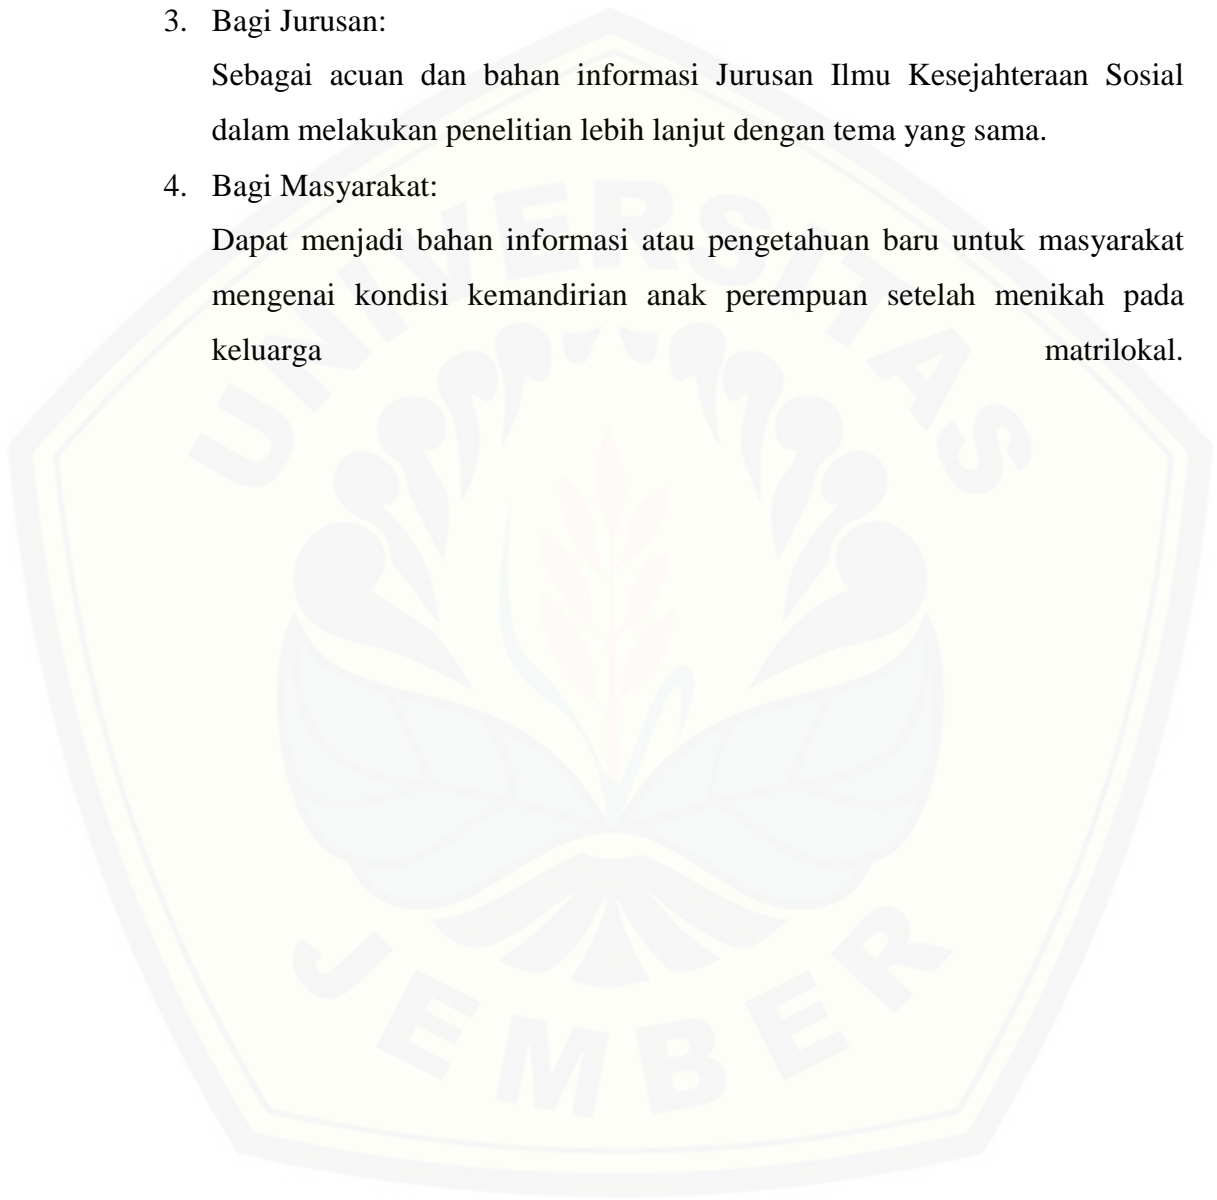 3. Bagi Jurusan:
Sebagai acuan dan bahan informasi Jurusan Ilmu Kesejahteraan Sosial
dalam melakukan penelitian lebih lanjut dengan tema yang sama.
4. Bagi Masyarakat:
Dapat menjadi bahan informasi atau pengetahuan baru untuk masyarakat
mengenai kondisi kemandirian anak perempuan setelah menikah pada
keluarga matrilokal.
UNIVERSITAS
JEMBER